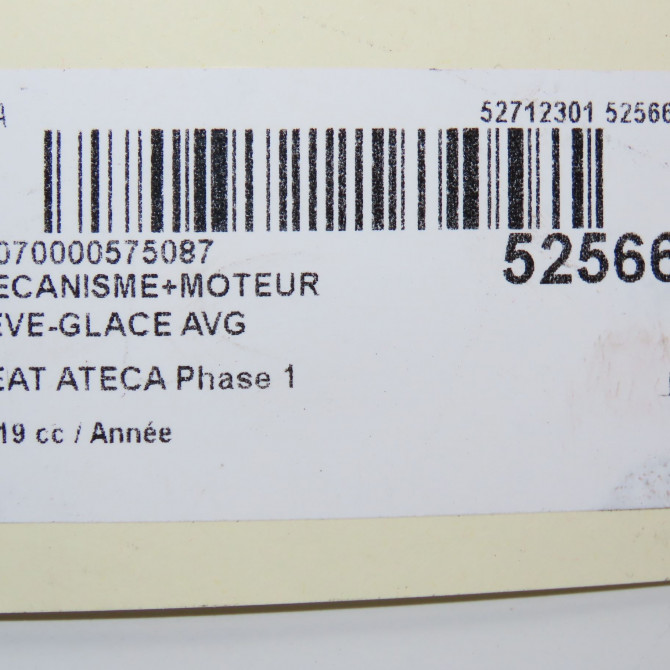 A 52712301 52566
070000575087
52566
ECANISME+MOTEUR
EVE-GLACE AVG
EAT ATECA Phase 1
19 cc / Année